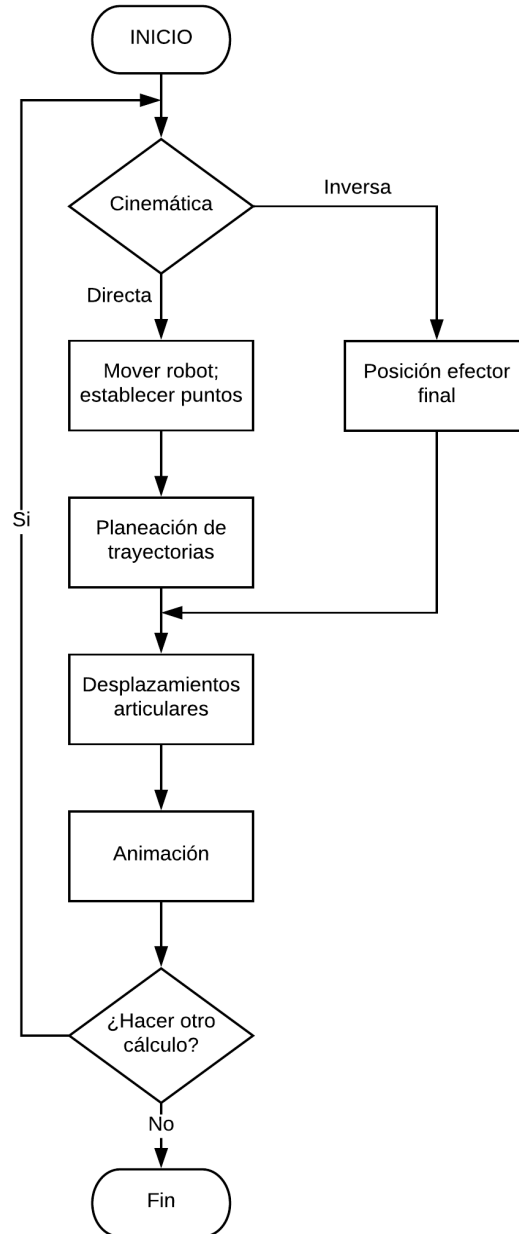 INICIO
Cinemática
Inversa
Directa
Mover robot;
establecer puntos
Posición efector
final
Planeación de
trayectorias
Si
Desplazamientos
articulares
Animación
¿Hacer otro
cálculo?
No
Fin